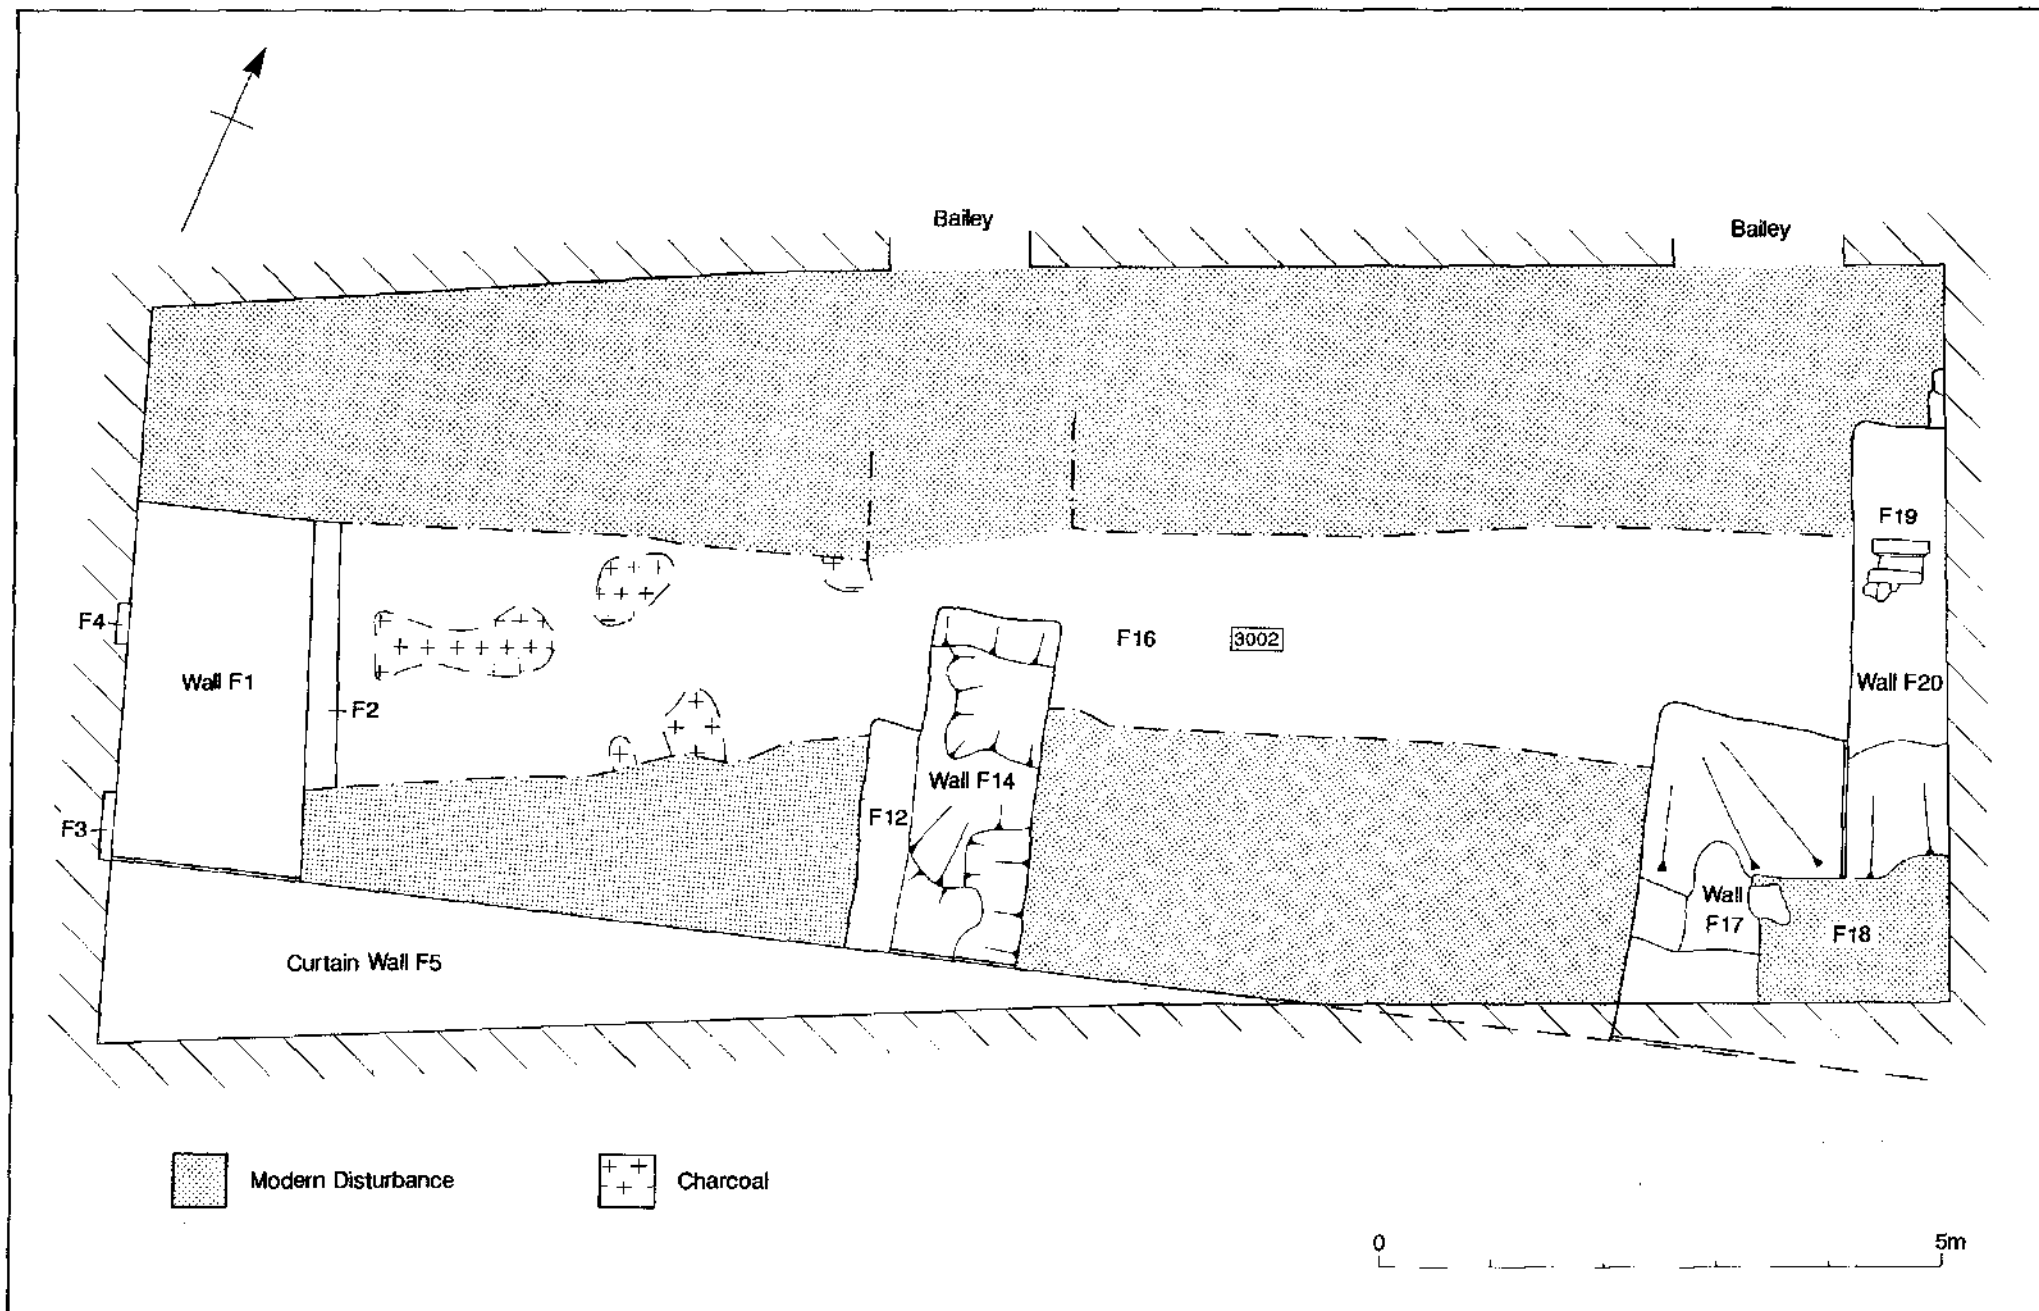 Bailey
Bailey
F19
F4
F16
3002
Wall F1
Wall F20
F2
Wall F14
F12
F3
Wall
F17
F18
Curtain Wall F5
Modern Disturbance
Charcoal
0
5m